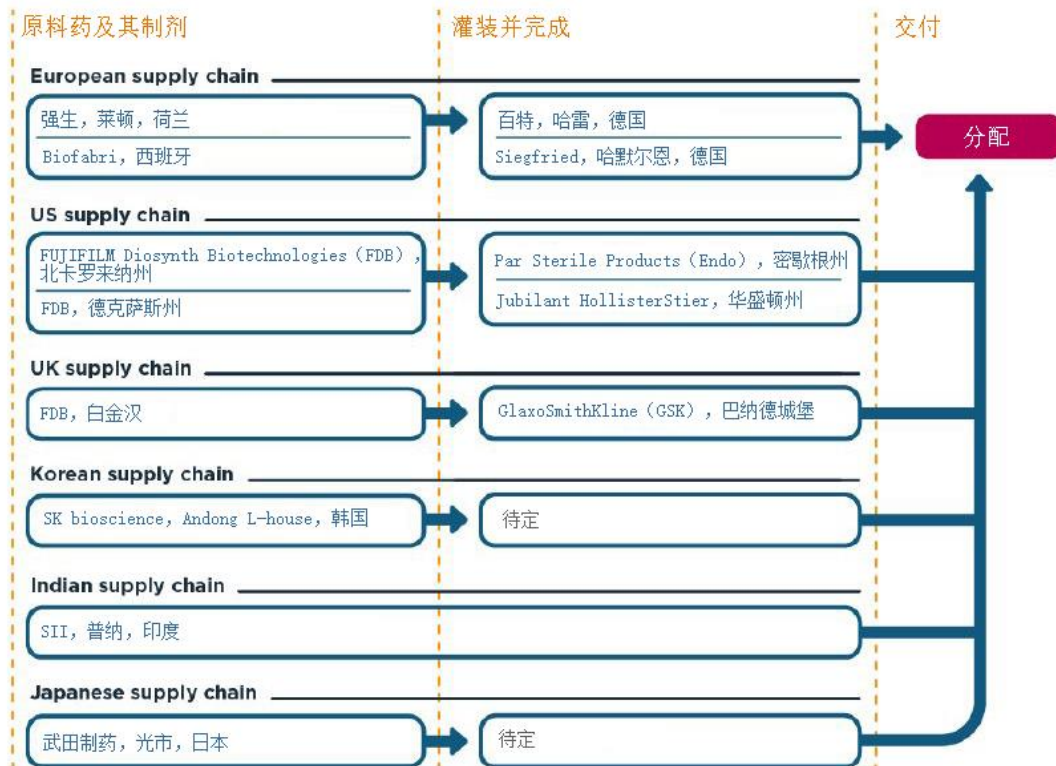 原料药及其制剂
灌装并完成
交付
European supply chain
强生，莱顿，荷兰
Biofabri，西班牙
百特，哈雷，德国
Siegfried，哈默尔恩，德国
分配
US supply chain
FUJIFILM Diosynth Biotechnologies（FDB），
北卡罗来纳州
FDB，德克萨斯州
Par Sterile Products（Endo），密歇根州
Jubilant HollisterStier，华盛顿州
UK supply chain
FDB，白金汉
GlaxoSmithKline（GSK），巴纳德城堡
Korean supply chain
SK bioscience，Andong L-house，韩国
待定
Indian supply chain
SII，普纳，印度
Japanese supply chain
武田制药，光市，日本
待定